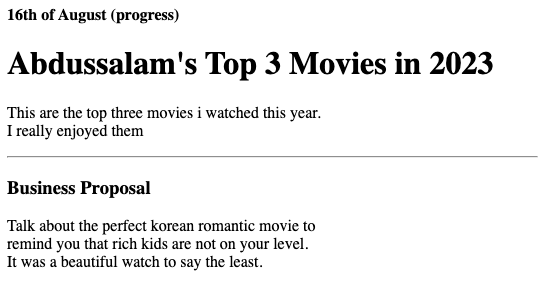 16th of August (progress)
Abdussalam's Top 3 Movies in 2023
This are the top three movies i watched this year.
I really enjoyed them
Business Proposal
Talk about the perfect korean romantic movie to
remind you that rich kids are not on your level.
It was a beautiful watch to say the least.